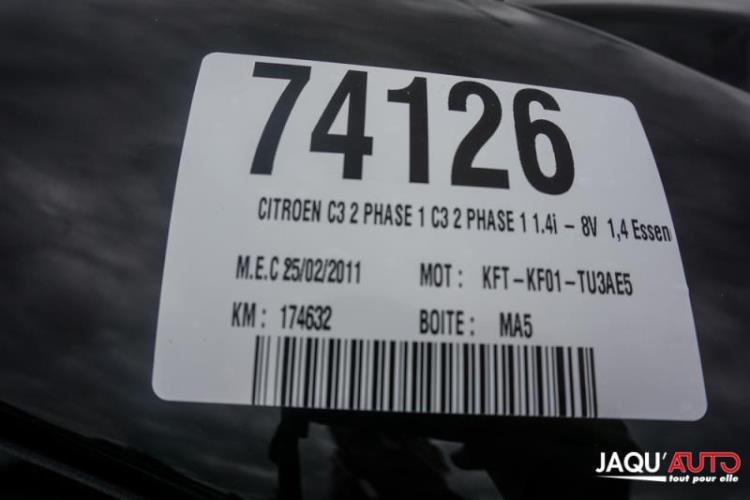 74126
CITROEN C3 2 PHASE 1 C3 2 PHASE 1 1.4i - 8V 1,4 Essen
M.E.C 25/02/2011 MOT : KFT-KF01-TU3AE5
KM : 174632 BOITE : MA5
JAQU'AUTO
tout pour elle